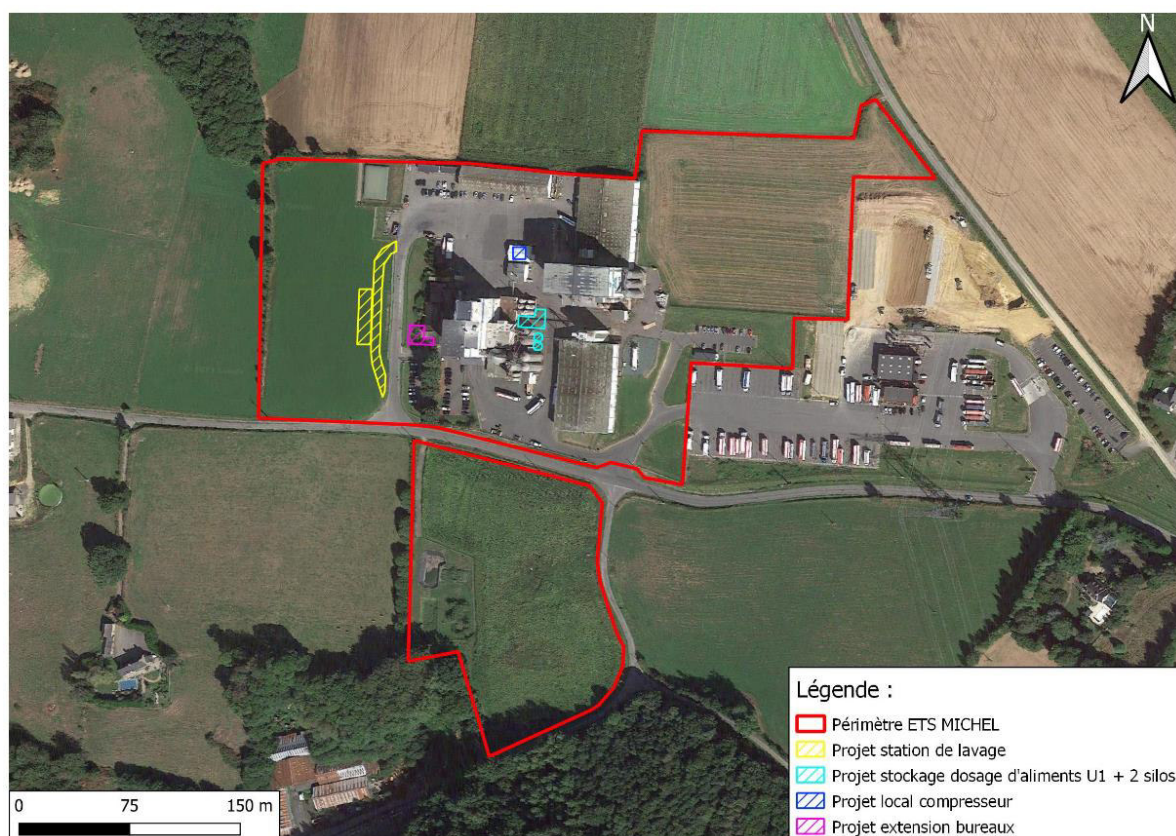 N
Légende :
Périmètre ETS MICHEL
Projet station de lavage
Projet stockage dosage d'aliments U1 + 2 silos
Projet local compresseur
Projet extension bureaux
0 75 150 m